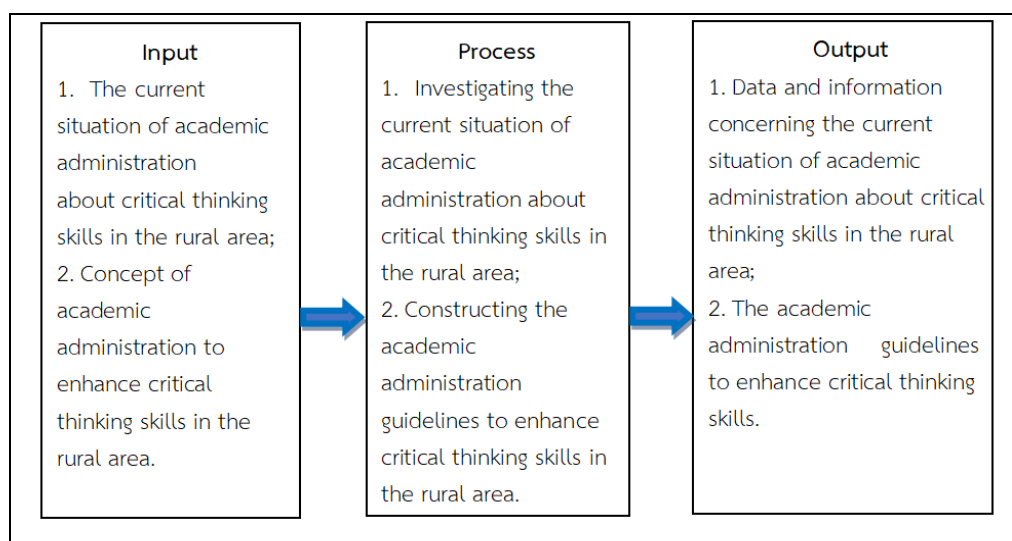 Input
1. The current
situation of academic
administration
about critical thinking
skills in the rural area;
2. Concept of
academic
administration to
enhance critical
thinking skills in the
rural area.
Process
1. Investigating the
current situation of
academic
administration about
critical thinking skills in
the rural area;
2. Constructing the
academic
administration
guidelines to enhance
critical thinking skills in
the rural area.
Output
1. Data and information
concerning the current
situation of academic
administration about critical
thinking skills in the rural
area;
2. The academic
administration guidelines
to enhance critical thinking
skills.